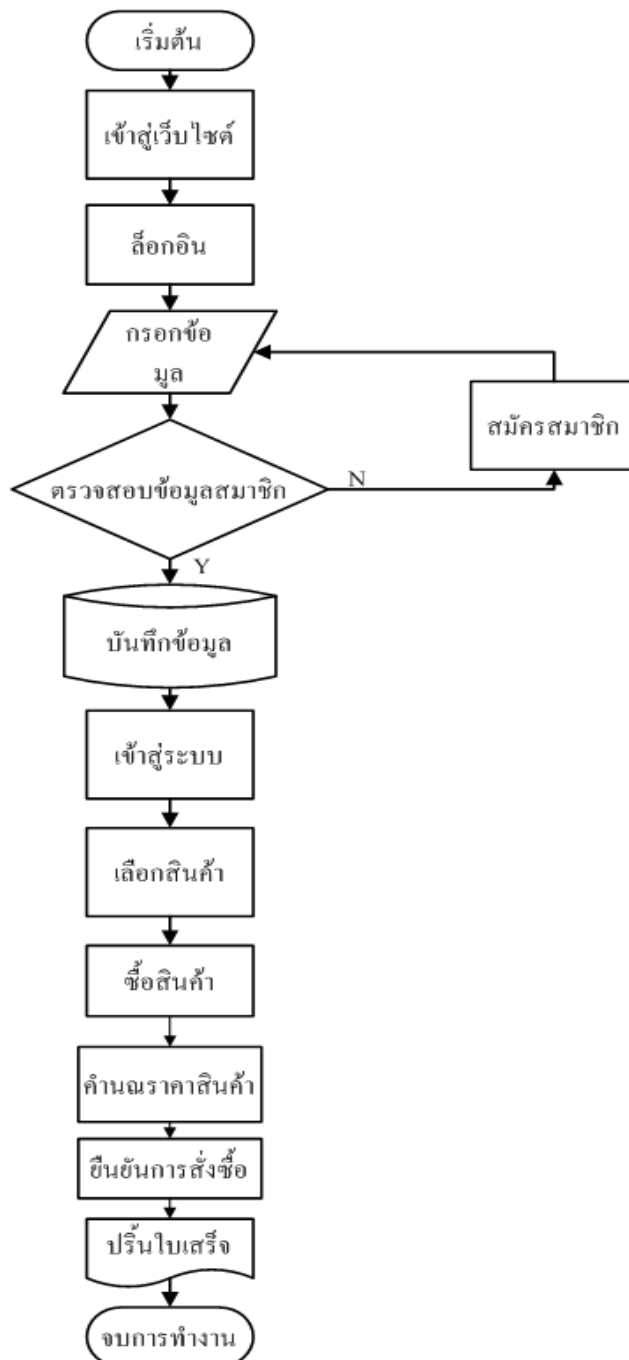 เริ่มต้น
เข้าสู่เว็บไซต์
ล็อกอิน
กรอกข้อ
มูล
สมัครสมาชิก
ตรวจสอบข้อมูลสมาชิก
N
Y
บันทึกข้อมูล
เข้าสู่ระบบ
เลือกสินค้า
ซื้อสินค้า
คำนณราคาสินค้า
ยืนยันการสั่งซื้อ
ปริ้นใบเสร็จ
จบการทำงาน